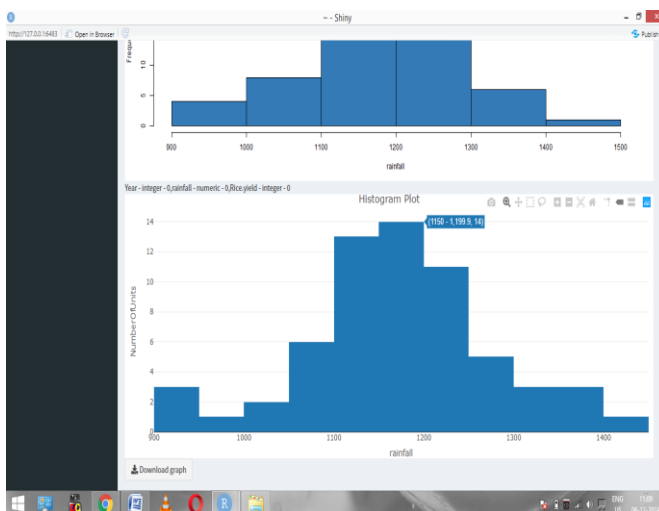 ~ - Shiny
http://127.0.0.1:6483 Open in Browser Publish
Frequ
10
5
0
900 1000 1100 1200 1300 1400 1500
rainfall
Year - integer - 0,rainfall - numeric - 0,Rice.yield - integer - 0
Histogram Plot
(1150 - 1,199.9, 14)
14
12
10
8
6
4
2
0
NumberOfUnits
900 1000 1100 1200 1300 1400
rainfall
Download graph
ENG 11:09